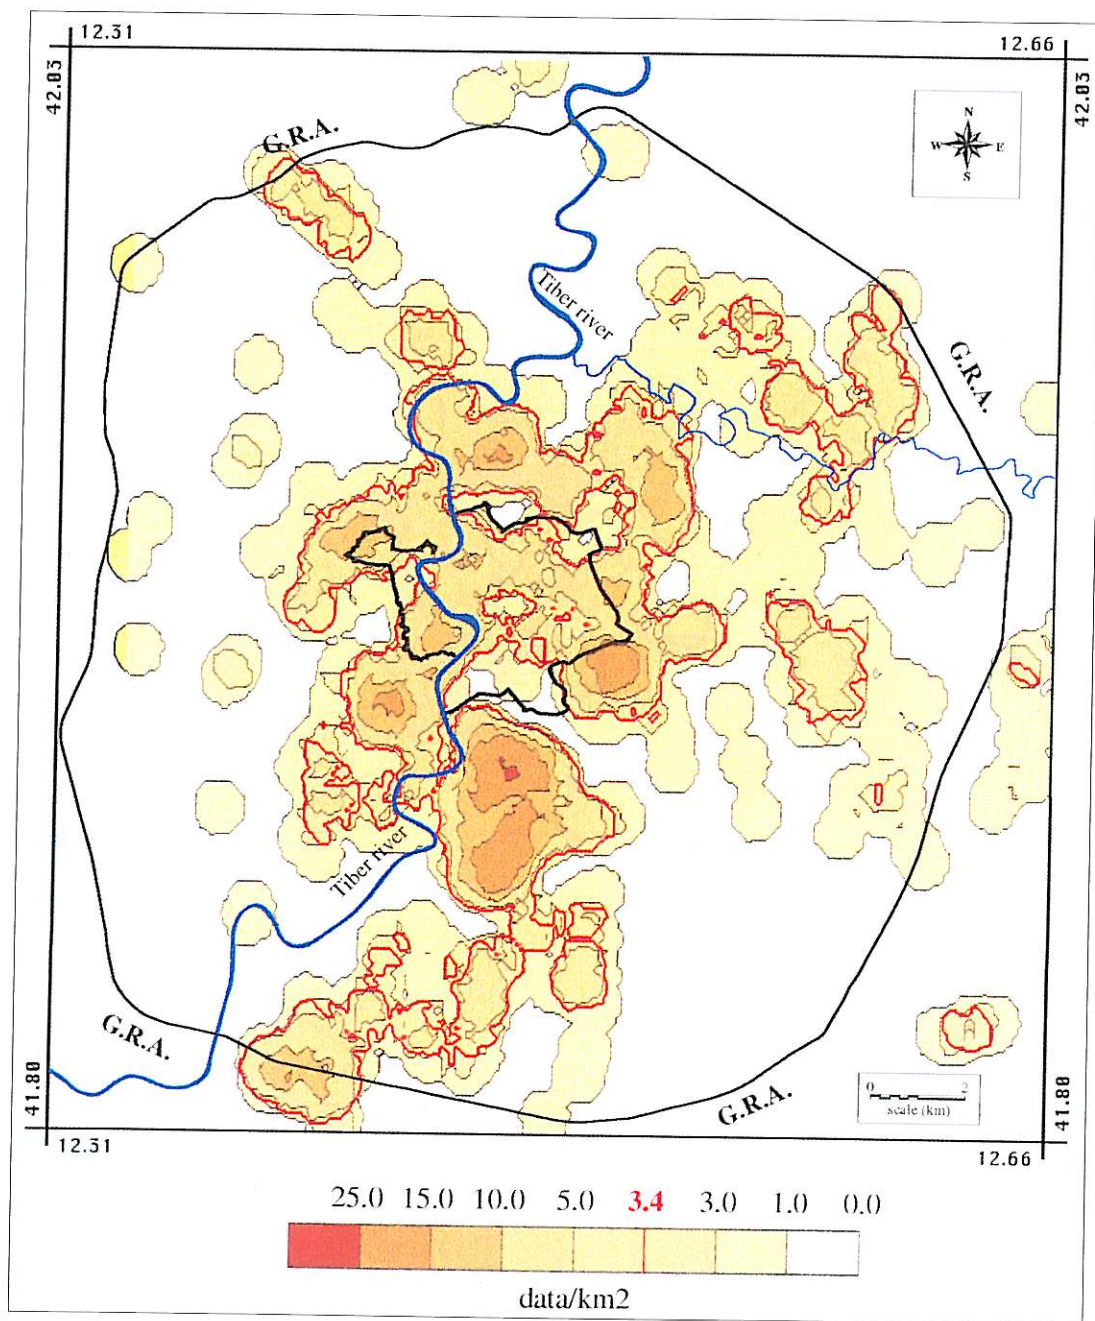 12.31
12.66
42.03
42.03
N
W E
S
G.R.A.
Tiber river
G.R.A.
Tiber river
G.R.A.
G.R.A.
0 2
scale (km)
41.80
41.80
12.31
12.66
25.0 15.0 10.0 5.0 3.4 3.0 1.0 0.0
data/km2